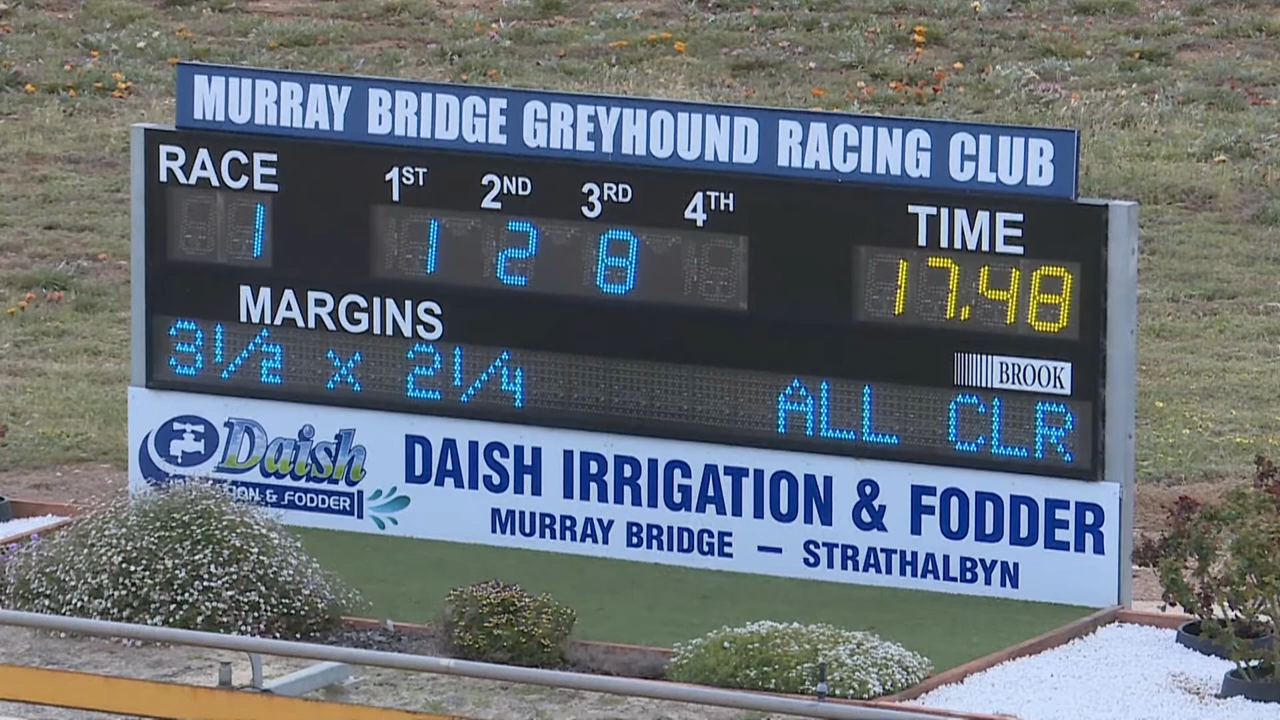 MURRAY BRIDGE GREYHOUND RACING CLUB
RACE 1ST 2ND 3RD 4TH TIME
1 1 2 8 17.48
MARGINS
3 1/2 x 2 1/4 ALL CLR
BROOK
Daish
& FODDER
DAISH IRRIGATION & FODDER
MURRAY BRIDGE – STRATHALBYN